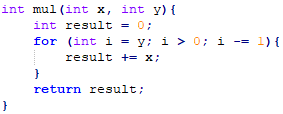 int mul(int x, int y){
    int result = 0;
    for (int i = y; i > 0; i -= 1){
        result += x;
    }
    return result;
}